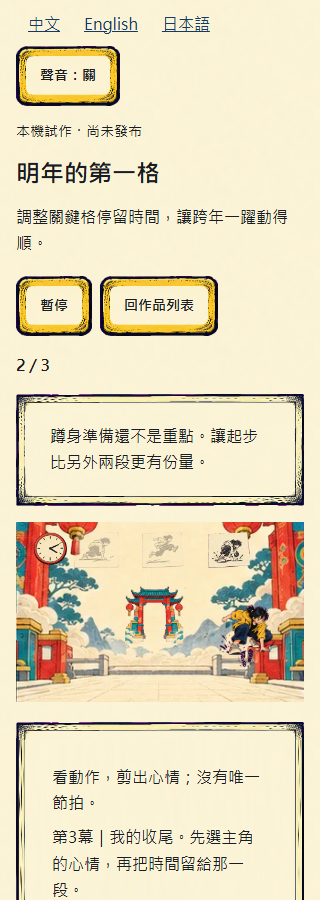 中文 English 日本語
聲音：關
本機試作・尚未發布
明年的第一格
調整關鍵格停留時間，讓跨年一躍動得
順。
暫停 回作品列表
2 / 3
蹲身準備還不是重點。讓起步
比另外兩段更有份量。
看動作，剪出心情；沒有唯一
節拍。
第3幕 | 我的收尾。先選主角
的心情，再把時間留給那一
段。